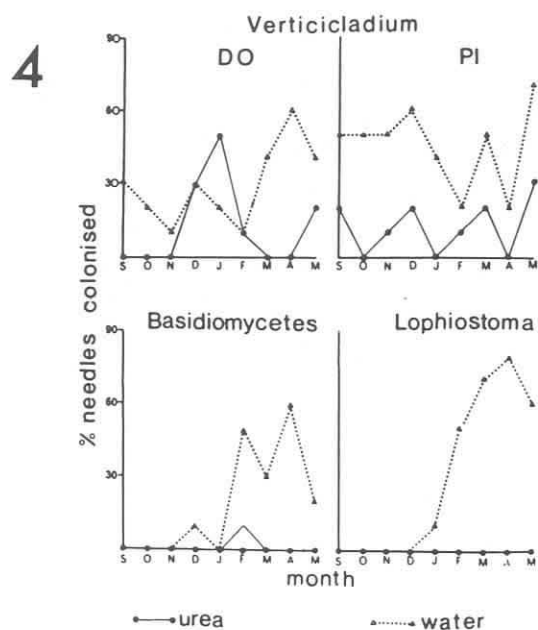 4
Verticicladium
DO
PI
90
60
30
S O N D J F M A M
S O N D J F M A M
% needles colonised
Basidiomycetes
Lophiostoma
90
60
30
S O N D J F M A M
S O N D J F M A M
month
urea
water